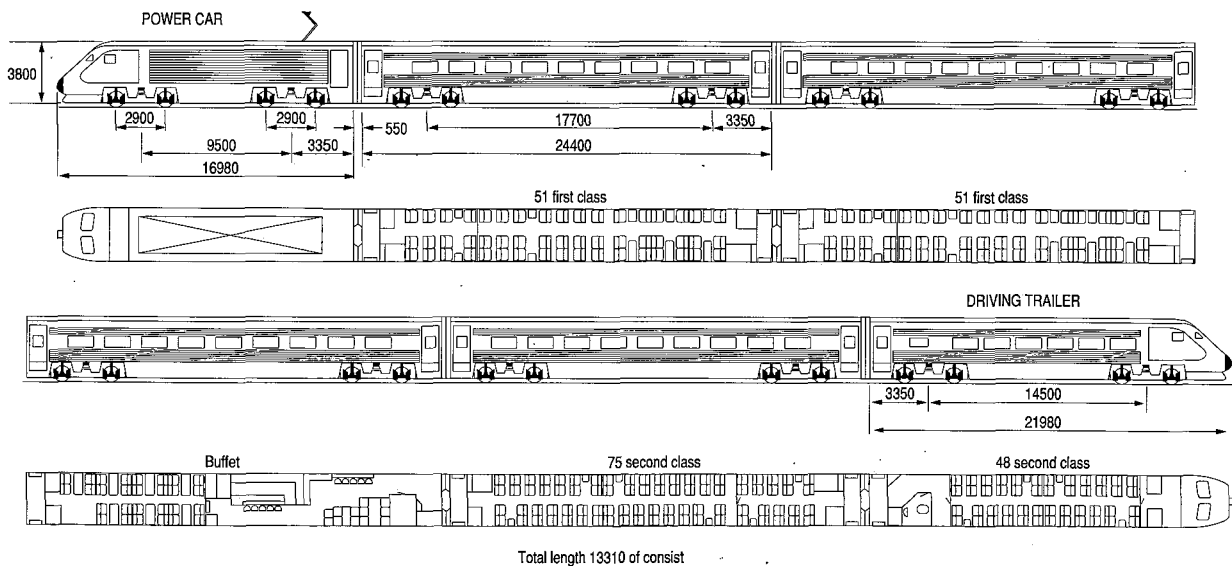 POWER CAR
3800
2900
2900
550
17700
3350
9500
3350
24400
16980
51 first class
51 first class
DRIVING TRAILER
3350
14500
21980
Buffet
75 second class
48 second class
Total length 13310 of consist